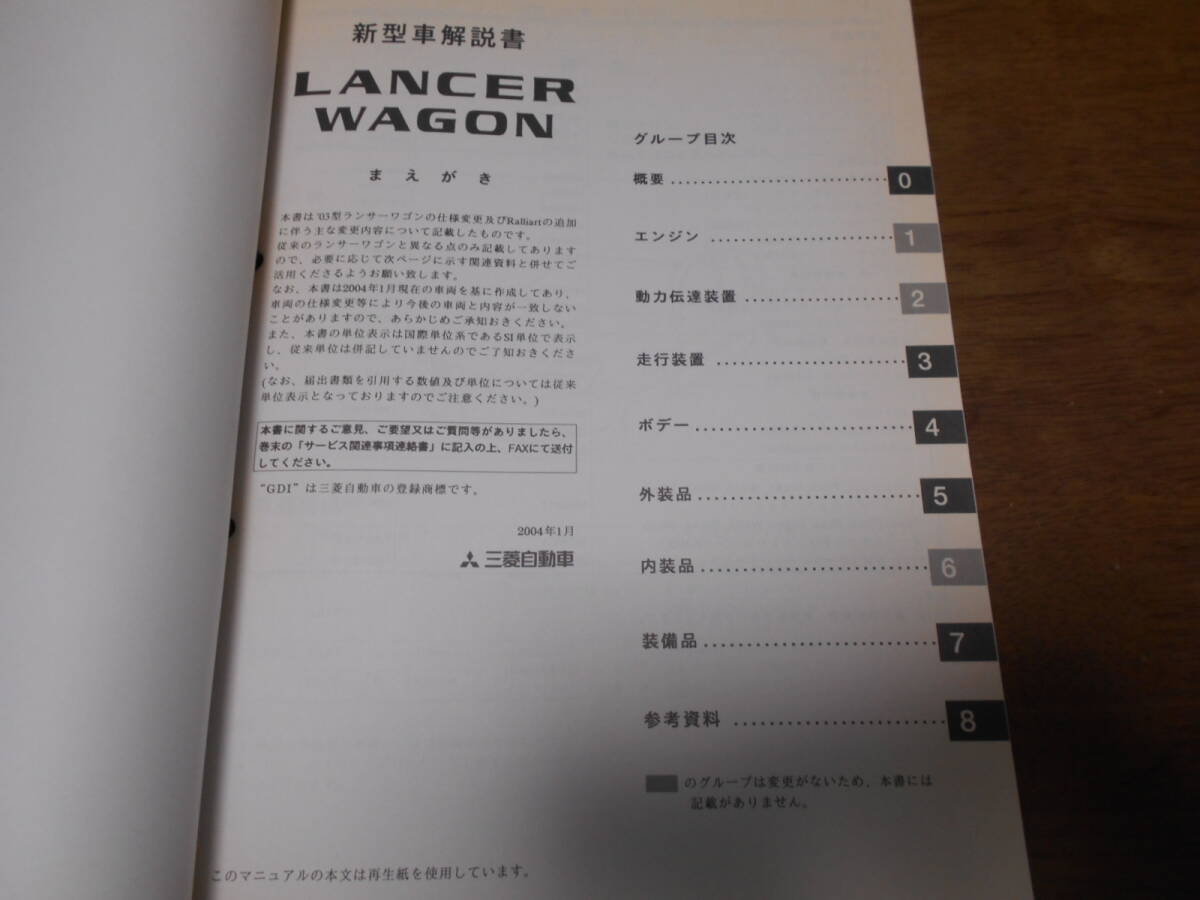 新型車解説書
LANCER
WAGON
まえがき
本書は'03型ランサーワゴンの仕様変更及びRalliartの追加
に伴う主な変更内容について記載したものです。
従来のランサーワゴンと異なる点のみ記載してあります
ので、必要に応じて次ページに示す関連資料と併せてご
活用くださるようお願い致します。
なお、本書は2004年1月現在の車両を基に作成してあり、
車両の仕様変更等により今後の車両と内容が一致しない
ことがありますので、あらかじめご承知おきください。
また、本書の単位表示は国際単位系であるSI単位で表示
し、従来単位は併記していませんのでご了知おきくださ
い。
(なお、届出書類を引用する数値及び単位については従来
単位表示となっておりますのでご注意ください。)
本書に関するご意見、ご要望又はご質問等がありましたら、
巻末の「サービス関連事項連絡書」に記入の上、FAXにて送付
してください。
“GDI”は三菱自動車の登録商標です。
2004年1月
三菱自動車
このマニュアルの本文は再生紙を使用しています。
グループ目次
概要 .............................. 0
エンジン .......................... 1
動力伝達装置 ..................... 2
走行装置 .......................... 3
ボデー .............................. 4
外装品 .............................. 5
内装品 .............................. 6
装備品 .............................. 7
参考資料 .......................... 8
のグループは変更がないため、本書には
記載がありません。